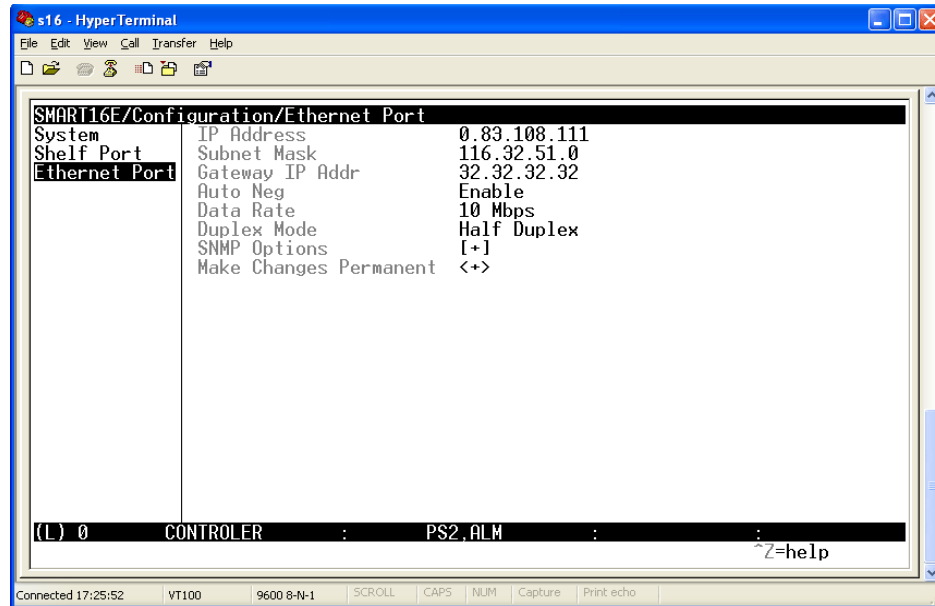 s16 - HyperTerminal
File Edit View Call Transfer Help
SMART16E/Configuration/Ethernet Port
System IP Address 0.83.108.111
Shelf Port Subnet Mask 116.32.51.0
Ethernet Port Gateway IP Addr 32.32.32.32
Auto Neg Enable
Data Rate 10 Mbps
Duplex Mode Half Duplex
SNMP Options [+]
Make Changes Permanent <+>
(L) 0 CONTROLER : PS2,ALM : :
^Z=help
Connected 17:25:52 VT100 9600 8-N-1 SCROLL CAPS NUM Capture Print echo